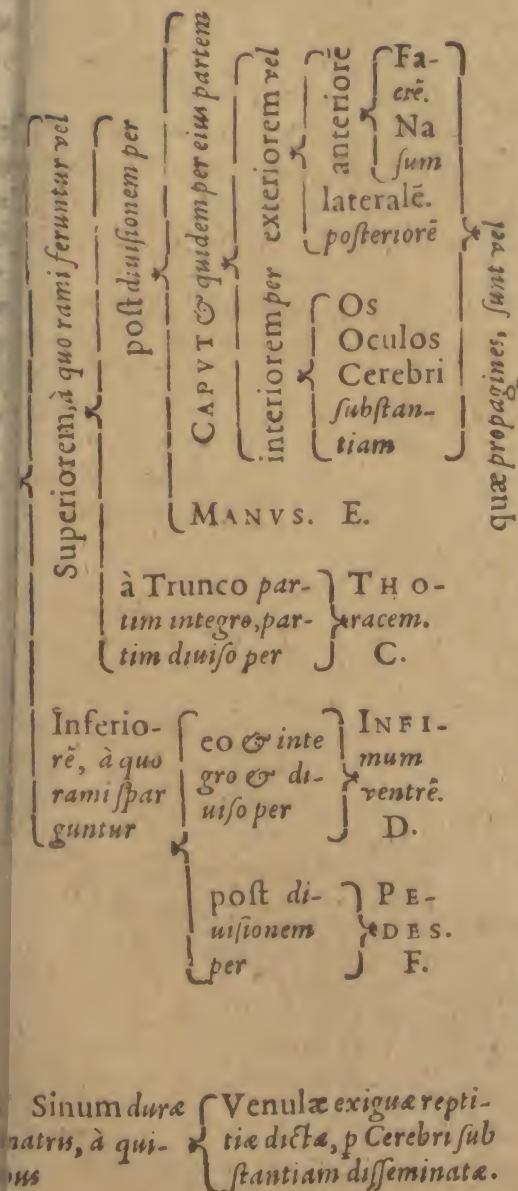 Superiorem, à quo rami feruntur vel
post diuisionem per
CAPVT & quidem per eius partem
exteriorem vel
anteriorē
Fa-
ciē.
Na
sum
lateralē.
posteriorē
interiorem per
Os
Oculos
Cerebri
substan-
tiam
quæ propagines, sunt vel
MANVS. E.
à Trunco par-
tim integro, par-
tim diuiso per
THO-
racem.
C.
Inferio-
rē, à quo
rami spar
guntur
eo & inte
gro & di-
uiso per
INFI-
mum
ventrē.
D.
post di-
uisionem
per
PE-
DES.
F.
Sinum duræ
matris, à qui-
bus
Venulæ exiguæ repti-
tiæ dictæ, p Cerebri sub
stantiam disseminatæ.